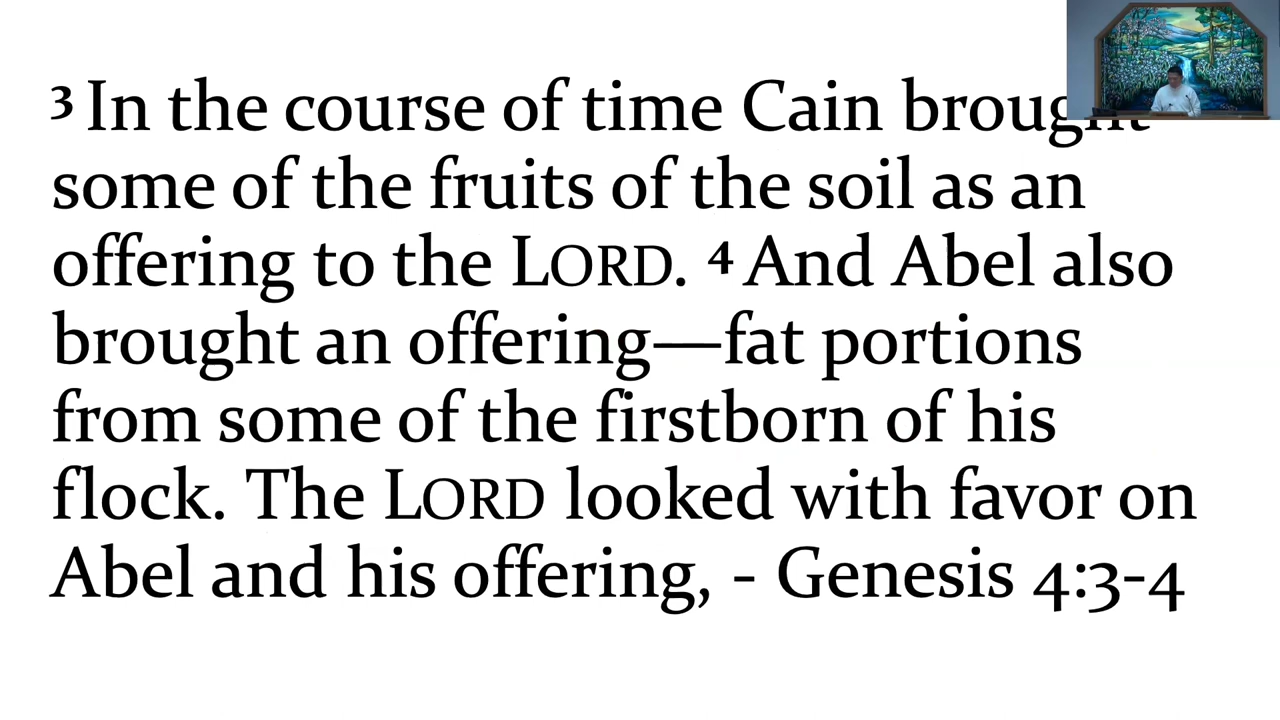 3 In the course of time Cain brought
some of the fruits of the soil as an
offering to the LORD. 4 And Abel also
brought an offering—fat portions
from some of the firstborn of his
flock. The LORD looked with favor on
Abel and his offering, - Genesis 4:3-4